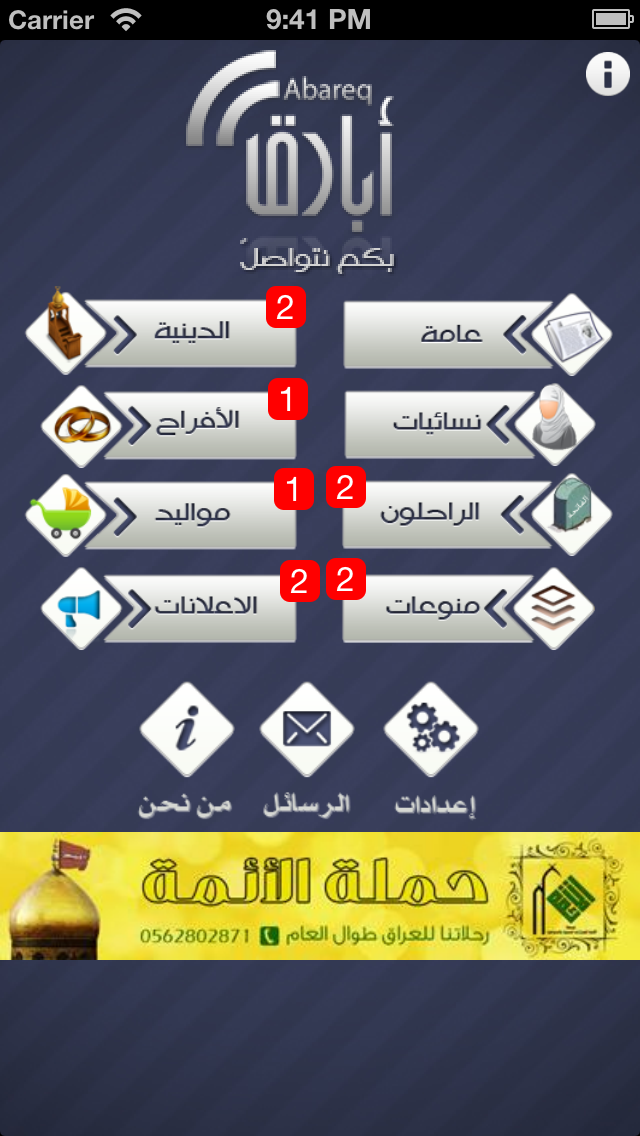 Carrier 9:41 PM
Abareq
أبارق
بكم نتواصل
عامة
الدينية
2
نسائيات
الأفراح
1
الراحلون
2
مواليد
1
منوعات
2
الاعلانات
2
إعدادات
الرسائل
من نحن
حملة الأئمة
رحلاتنا للعراق طوال العام 0562802871